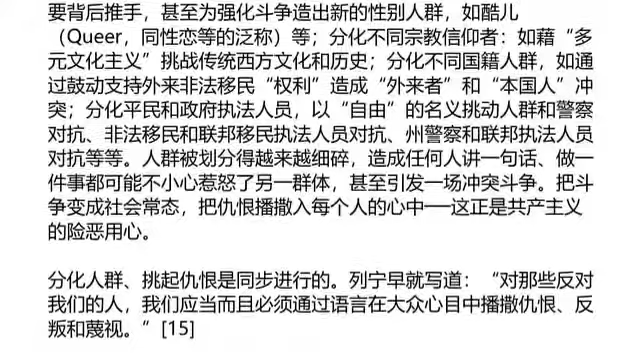 要背后推手，甚至为强化斗争造出新的性别人群，如酷儿
（Queer，同性恋等的泛称）等；分化不同宗教信仰者：如藉“多
元文化主义”挑战传统西方文化和历史；分化不同国籍人群，如通
过鼓动支持外来非法移民“权利”造成“外来者”和“本国人”冲
突；分化平民和政府执法人员，以“自由”的名义挑动人群和警察
对抗、非法移民和联邦移民执法人员对抗、州警察和联邦执法人员
对抗等等。人群被划分得越来越细碎，造成任何人讲一句话、做一
件事都可能不小心惹怒了另一群体，甚至引发一场冲突斗争。把斗
争变成社会常态，把仇恨播撒入每个人的心中──这正是共产主义
的险恶用心。
分化人群、挑起仇恨是同步进行的。列宁早就写道：“对那些反对
我们的人，我们应当而且必须通过语言在大众心目中播撒仇恨、反
叛和蔑视。”[15]